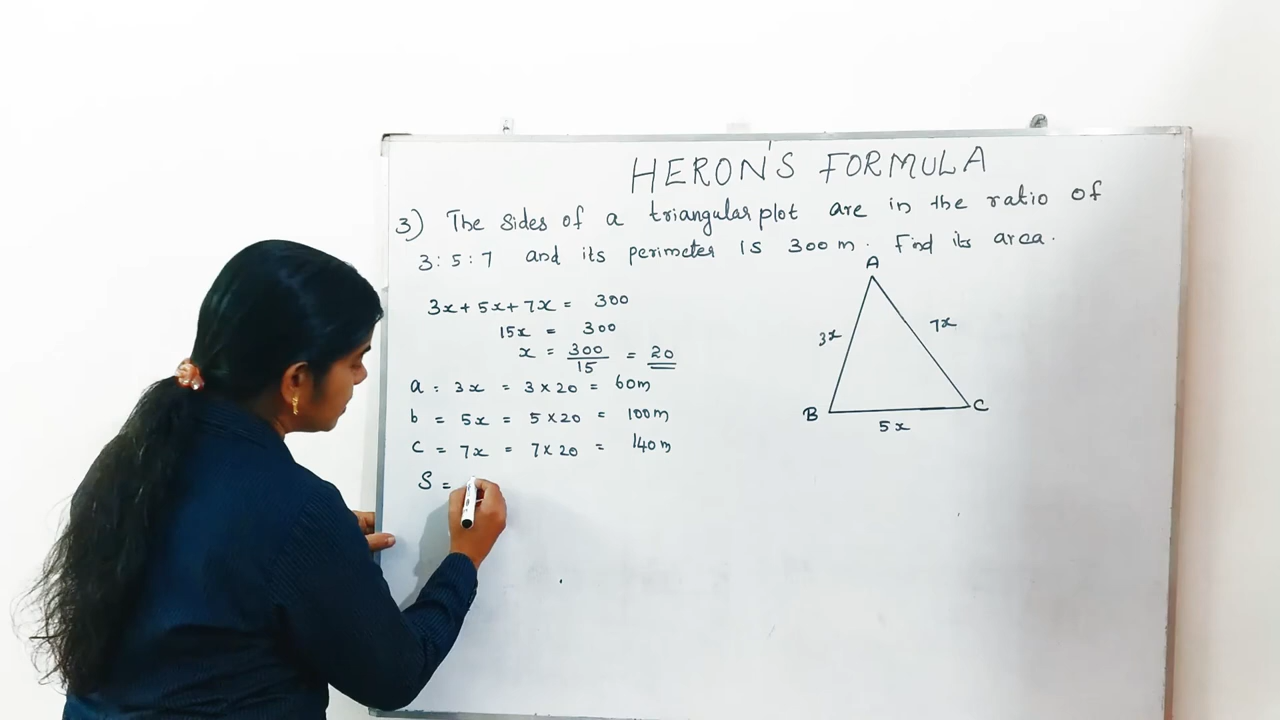 HERON'S FORMULA
3) The sides of a triangular plot are in the ratio of
3 : 5 : 7 and its perimeter is 300 m. Find its area.
3x + 5x + 7x = 300
15x = 300
x = 300/15 = 20
a = 3x = 3 × 20 = 60m
b = 5x = 5 × 20 = 100m
c = 7x = 7 × 20 = 140m
S =
A
3x
7x
B
C
5x